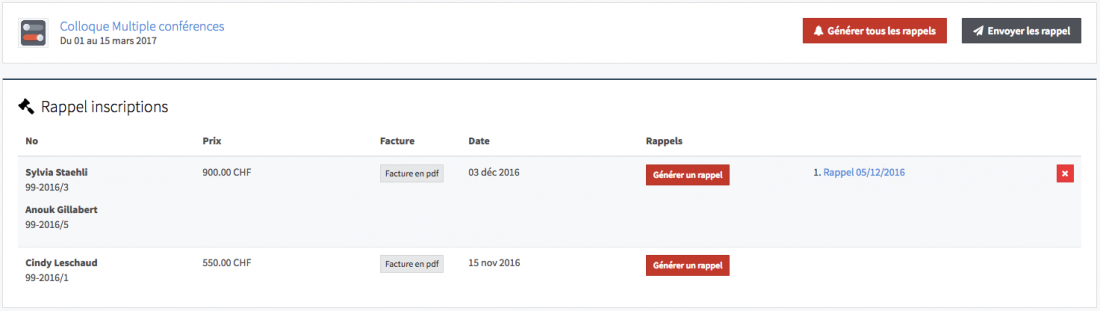 Colloque Multiple conférences
Du 01 au 15 mars 2017
Générer tous les rappels
Envoyer les rappel
Rappel inscriptions
No Prix Facture Date Rappels
Sylvia Staehli 900.00 CHF Facture en pdf 03 déc 2016 Générer un rappel 1. Rappel 05/12/2016
99-2016/3
Anouk Gillabert
99-2016/5
Cindy Leschaud 550.00 CHF Facture en pdf 15 nov 2016 Générer un rappel
99-2016/1